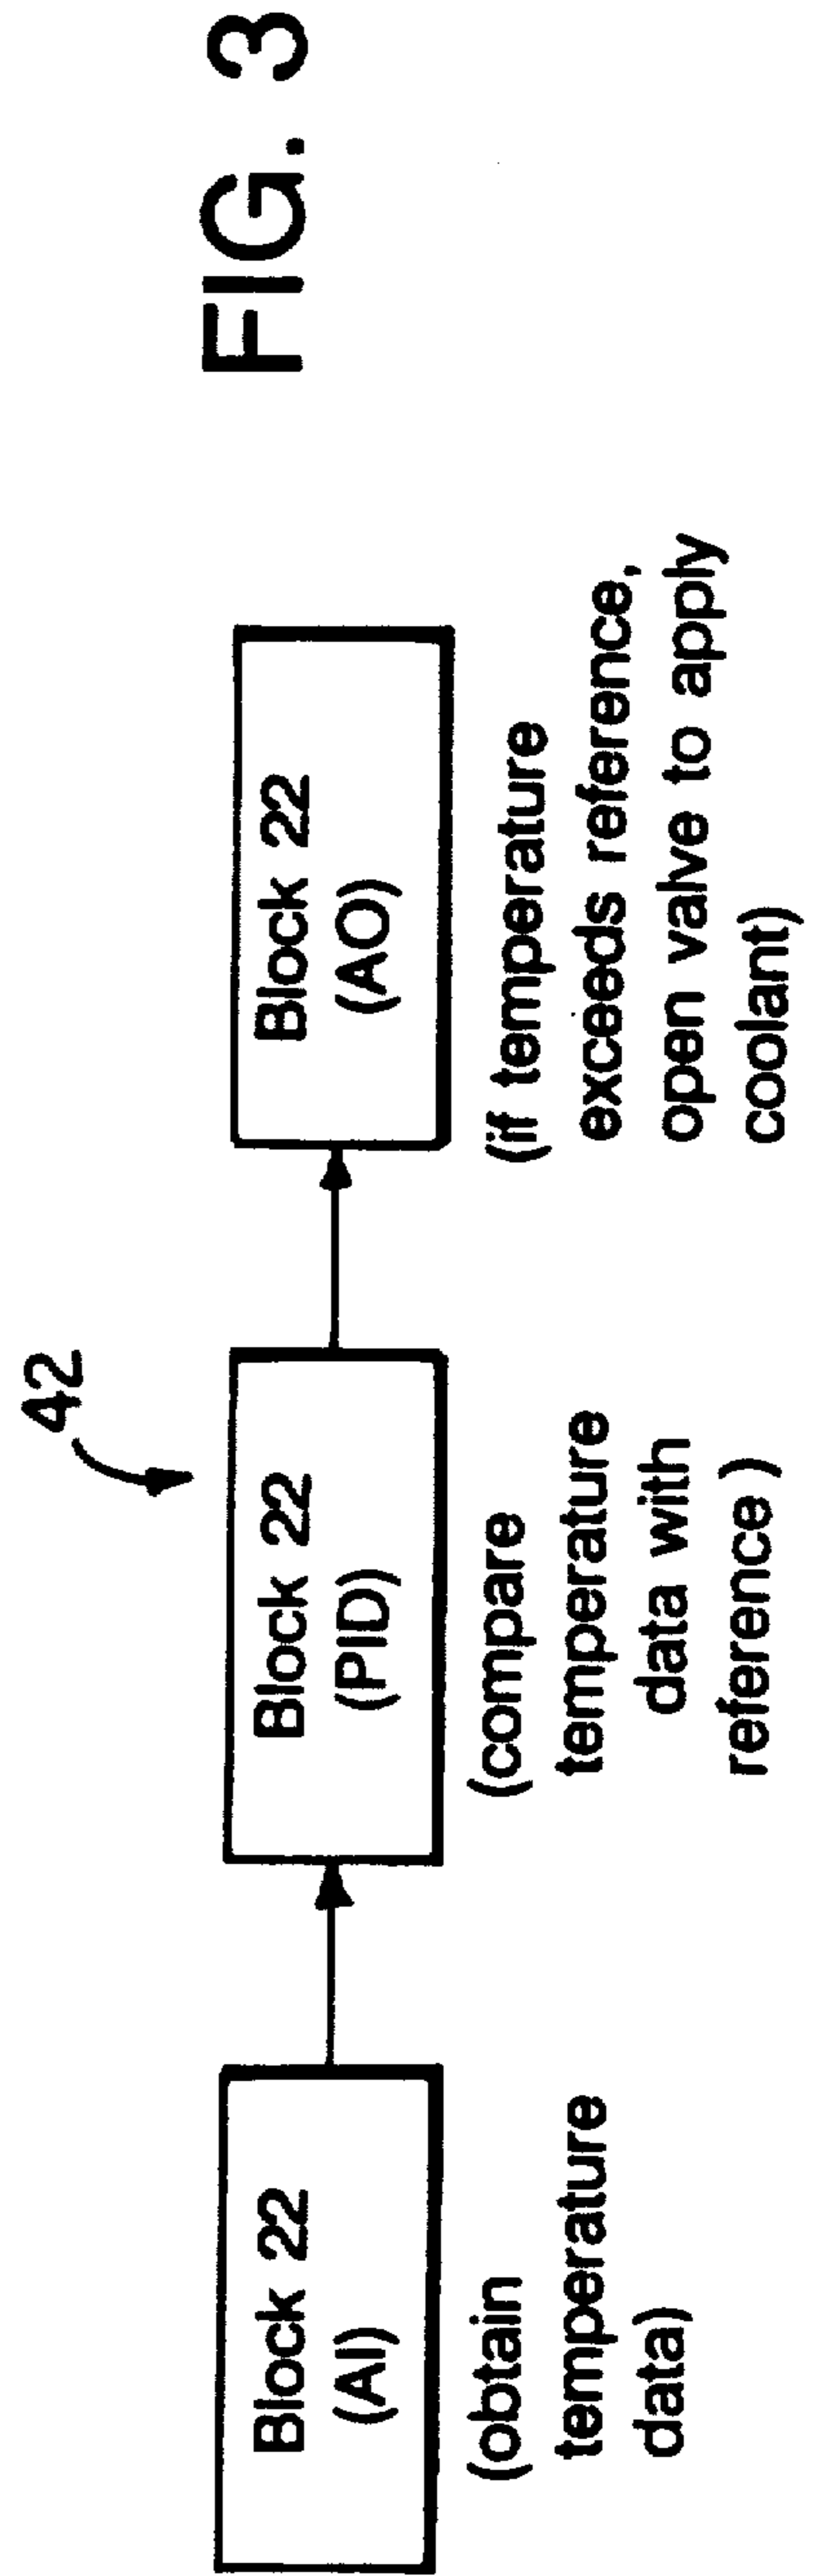 FIG. 3
42
Block 22
(AI)
(obtain
temperature
data)
Block 22
(PID)
(compare
temperature
data with
reference )
Block 22
(AO)
(if temperature
exceeds reference,
open valve to apply
coolant)